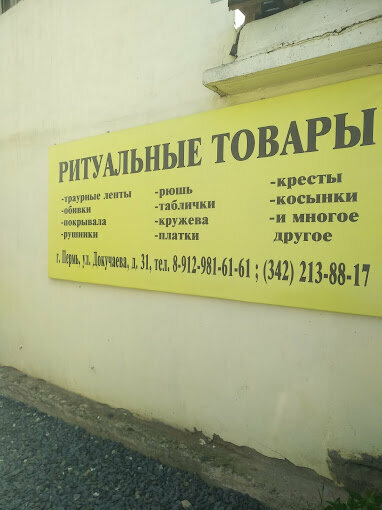 РИТУАЛЬНЫЕ ТОВАРЫ
-траурные ленты
-обивки
-покрывала
-рушники
-рюшь
-таблички
-кружева
-платки
-кресты
-косынки
-и многое
другое
г. Пермь, ул. Докучаева, д. 31, тел. 8-912-981-61-61 ; (342) 213-88-17